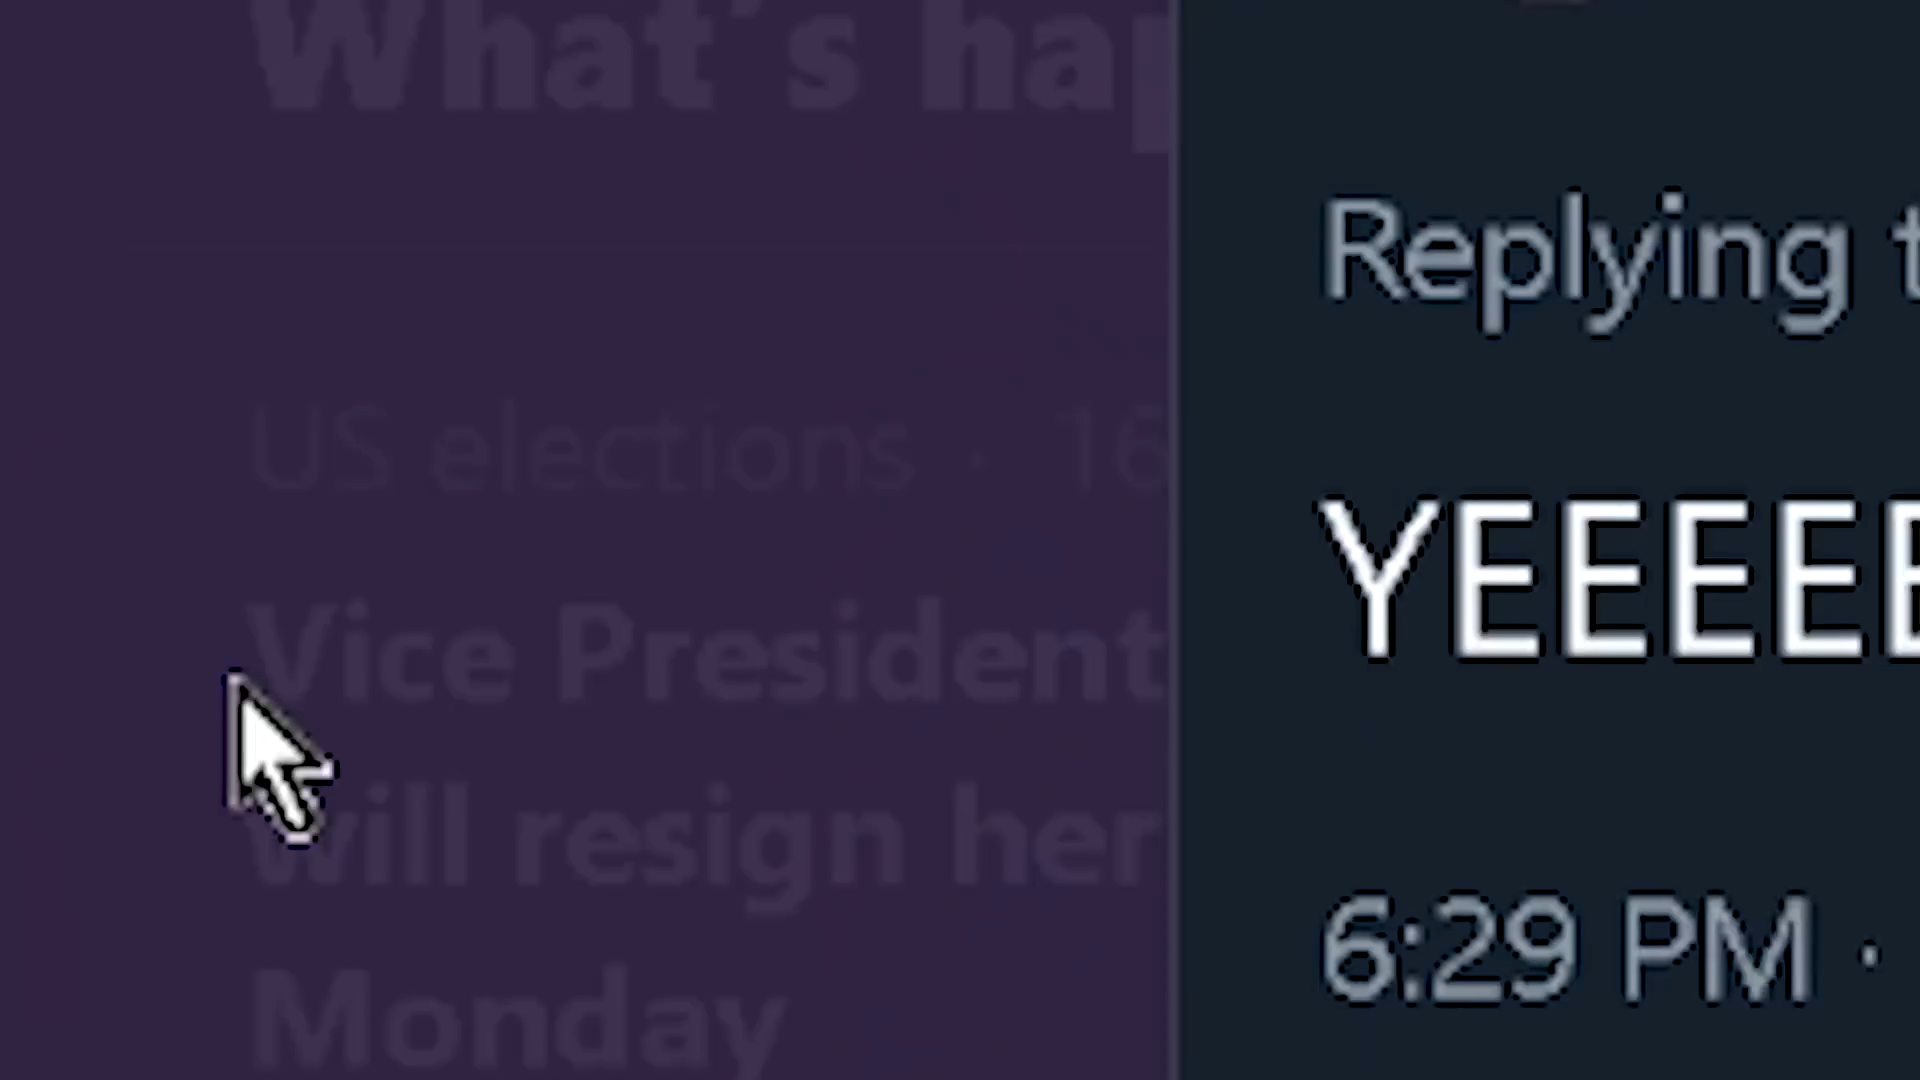 What's hap
US elections · 16
Vice President
will resign her
Monday
Replying t
YEEEEE
6:29 PM ·